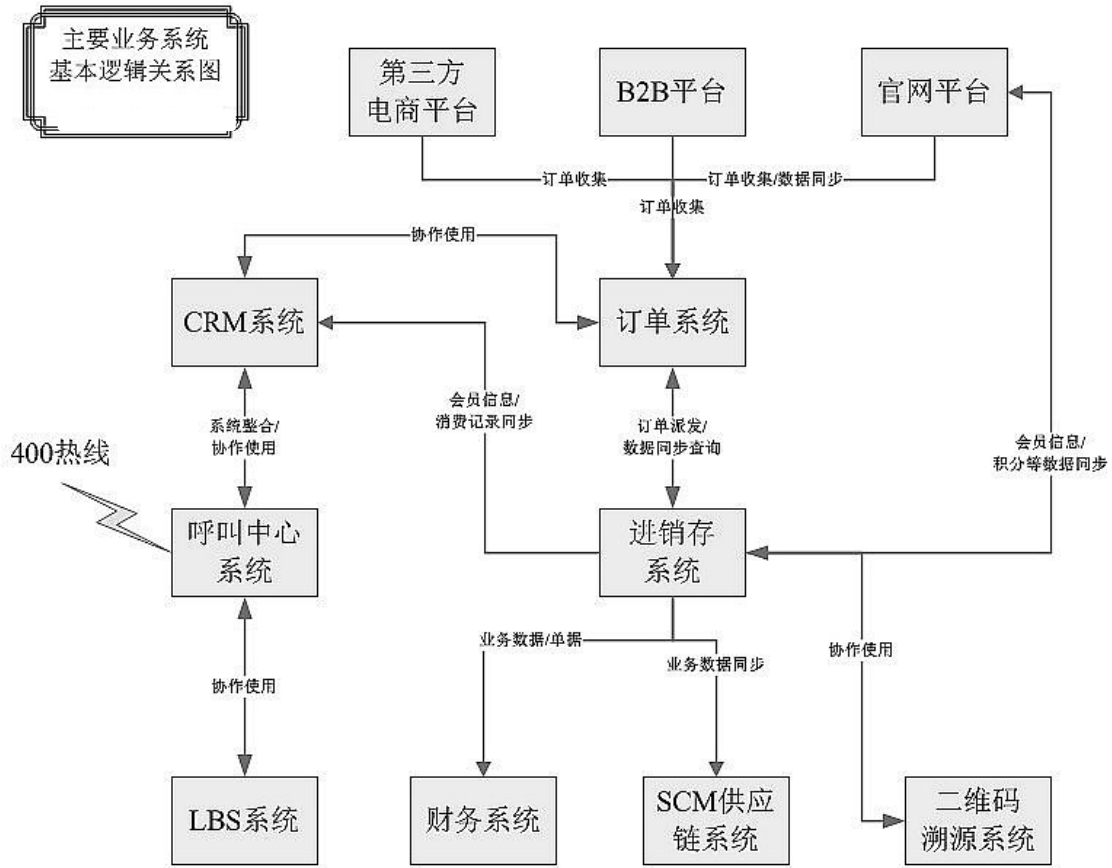 主要业务系统
基本逻辑关系图
第三方
电商平台
B2B平台
官网平台
订单收集
订单收集/数据同步
订单收集
协作使用
CRM系统
订单系统
会员信息/
消费记录同步
系统整合/
协作使用
订单派发/
数据同步查询
会员信息/
积分等数据同步
400热线
呼叫中心
系统
进销存
系统
业务数据/单据
业务数据同步
协作使用
协作使用
LBS系统
财务系统
SCM供应
链系统
二维码
溯源系统